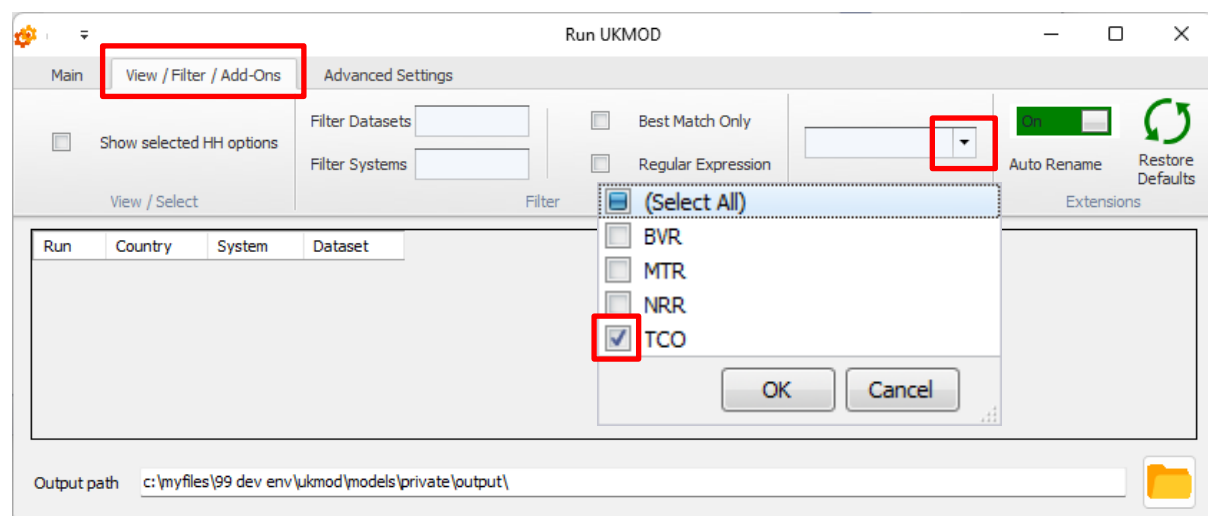 Run UKMOD
Main View / Filter / Add-Ons Advanced Settings
Show selected HH options
View / Select
Filter Datasets
Filter Systems
Best Match Only
Regular Expression
Filter
On
Auto Rename
Restore
Defaults
Extensions
(Select All)
BVR
MTR
NRR
TCO
OK Cancel
Run Country System Dataset
Output path c:\myfiles\99 dev env\ukmod\models\private\output\